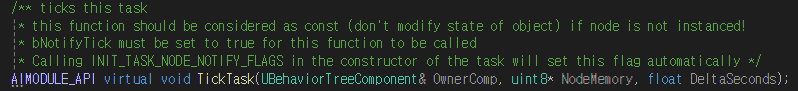 /** ticks this task
* this function should be considered as const (don't modify state of object) if node is not instanced!
* bNotifyTick must be set to true for this function to be called
* Calling INIT_TASK_NODE_NOTIFY_FLAGS in the constructor of the task will set this flag automatically */
AIMODULE_API virtual void TickTask(UBehaviorTreeComponent& OwnerComp, uint8* NodeMemory, float DeltaSeconds);